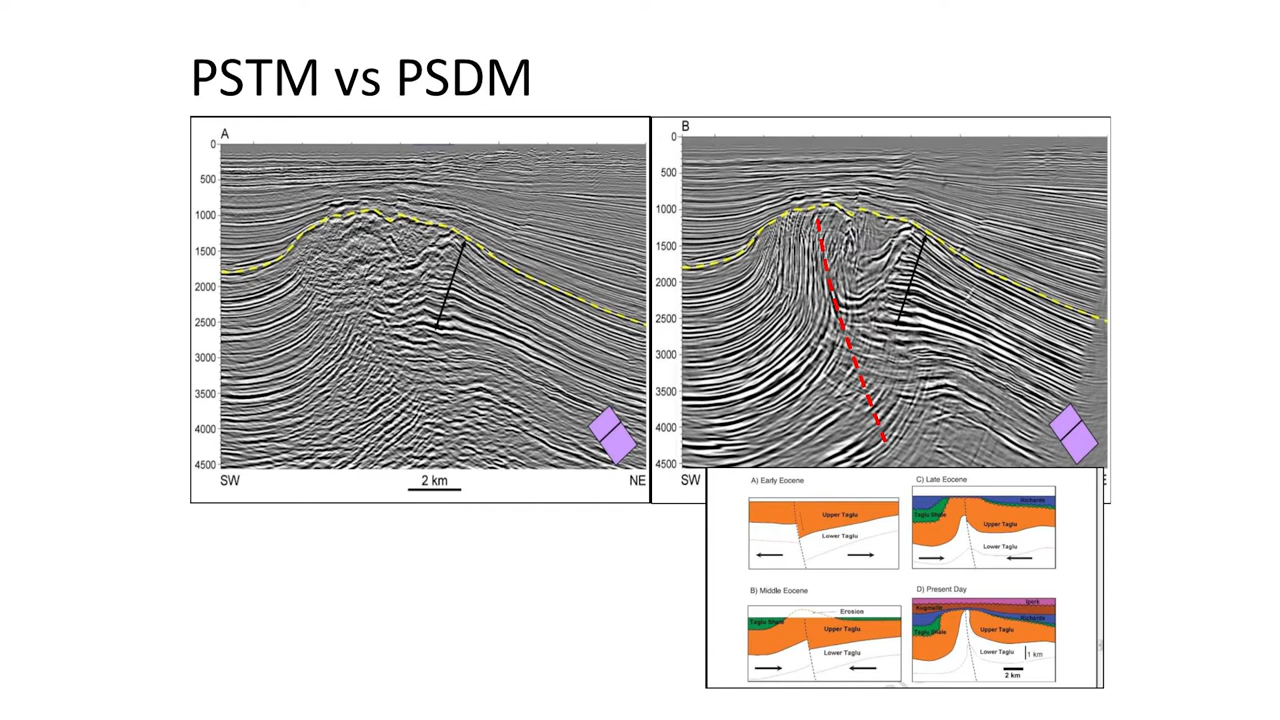 PSTM vs PSDM
A
0
500
1000
1500
2000
2500
3000
3500
4000
4500
SW
2 km
NE
B
0
500
1000
1500
2000
2500
3000
3500
4000
4500
SW
A) Early Eocene
Upper Taglu
Lower Taglu
C) Late Eocene
Richards
Taglu Shale
Upper Taglu
Lower Taglu
B) Middle Eocene
Erosion
Taglu Shale
Upper Taglu
Lower Taglu
D) Present Day
Iperk
Kugmallit
Richards
Taglu Shale
Upper Taglu
Lower Taglu
1 km
2 km